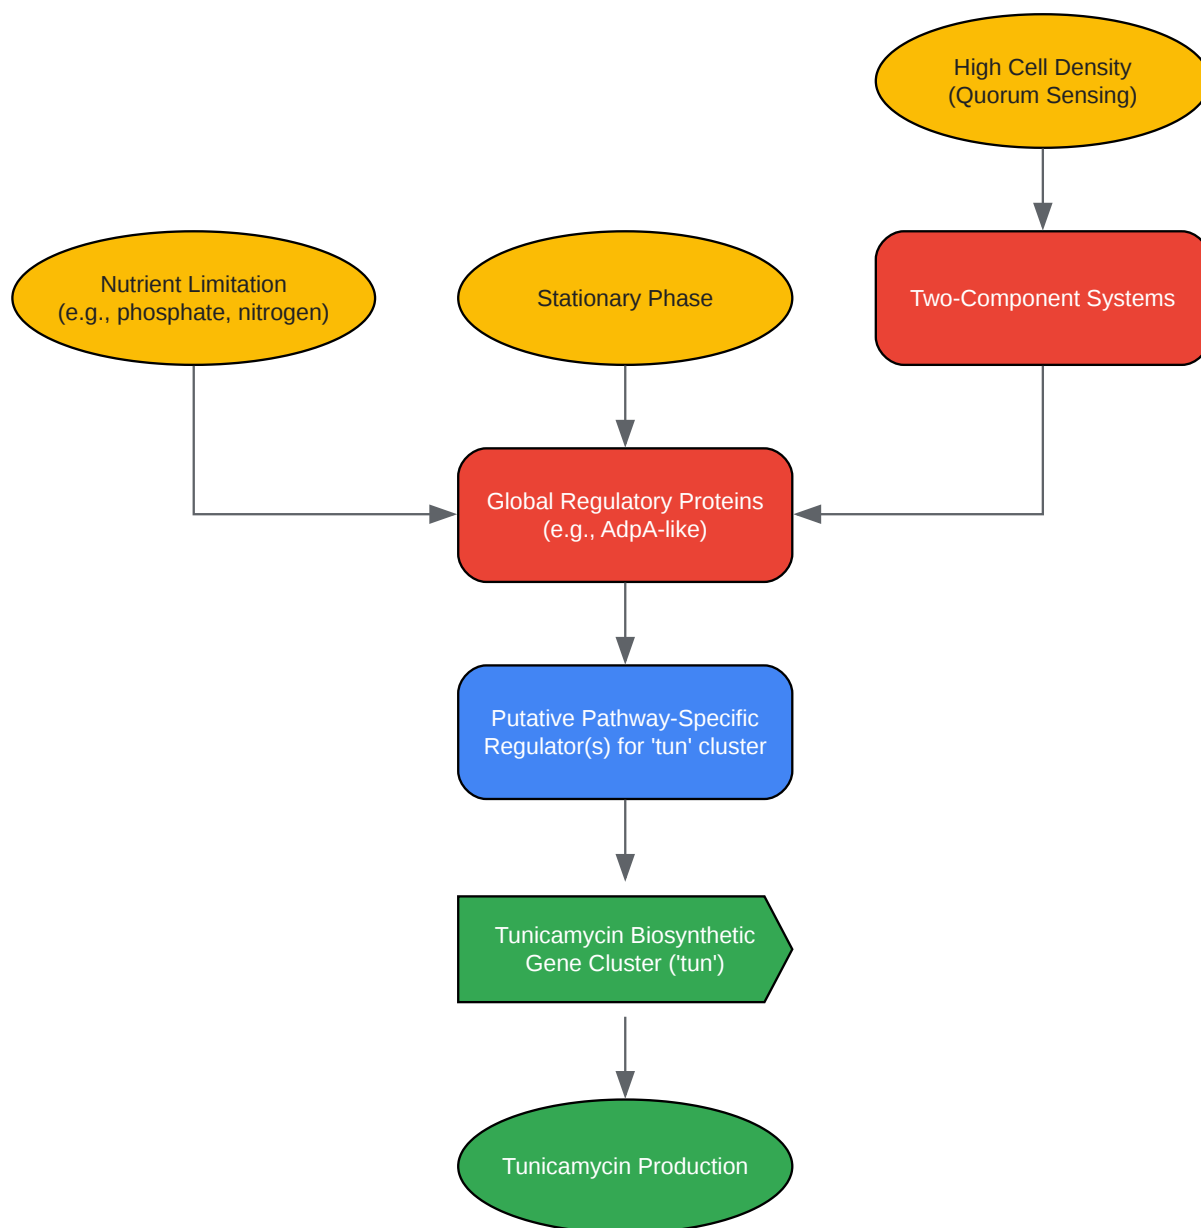 High Cell Density
(Quorum Sensing)
Nutrient Limitation
(e.g., phosphate, nitrogen)
Stationary Phase
Two-Component Systems
Global Regulatory Proteins
(e.g., AdpA-like)
Putative Pathway-Specific
Regulator(s) for 'tun' cluster
Tunicamycin Biosynthetic
Gene Cluster ('tun')
Tunicamycin Production